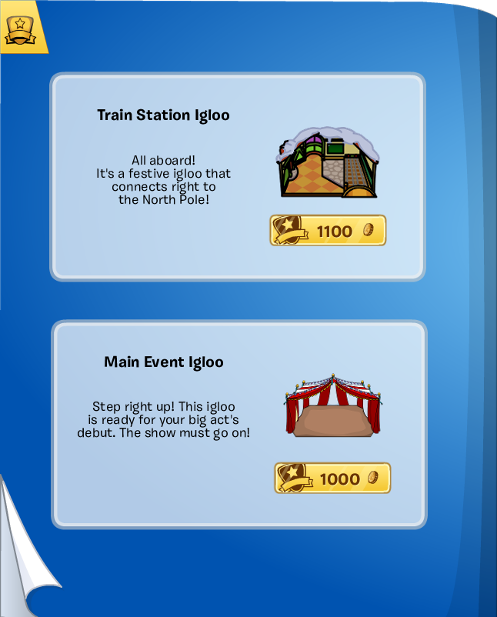 Train Station Igloo
All aboard!
It's a festive igloo that
connects right to
the North Pole!
1100
Main Event Igloo
Step right up! This igloo
is ready for your big act's
debut. The show must go on!
1000